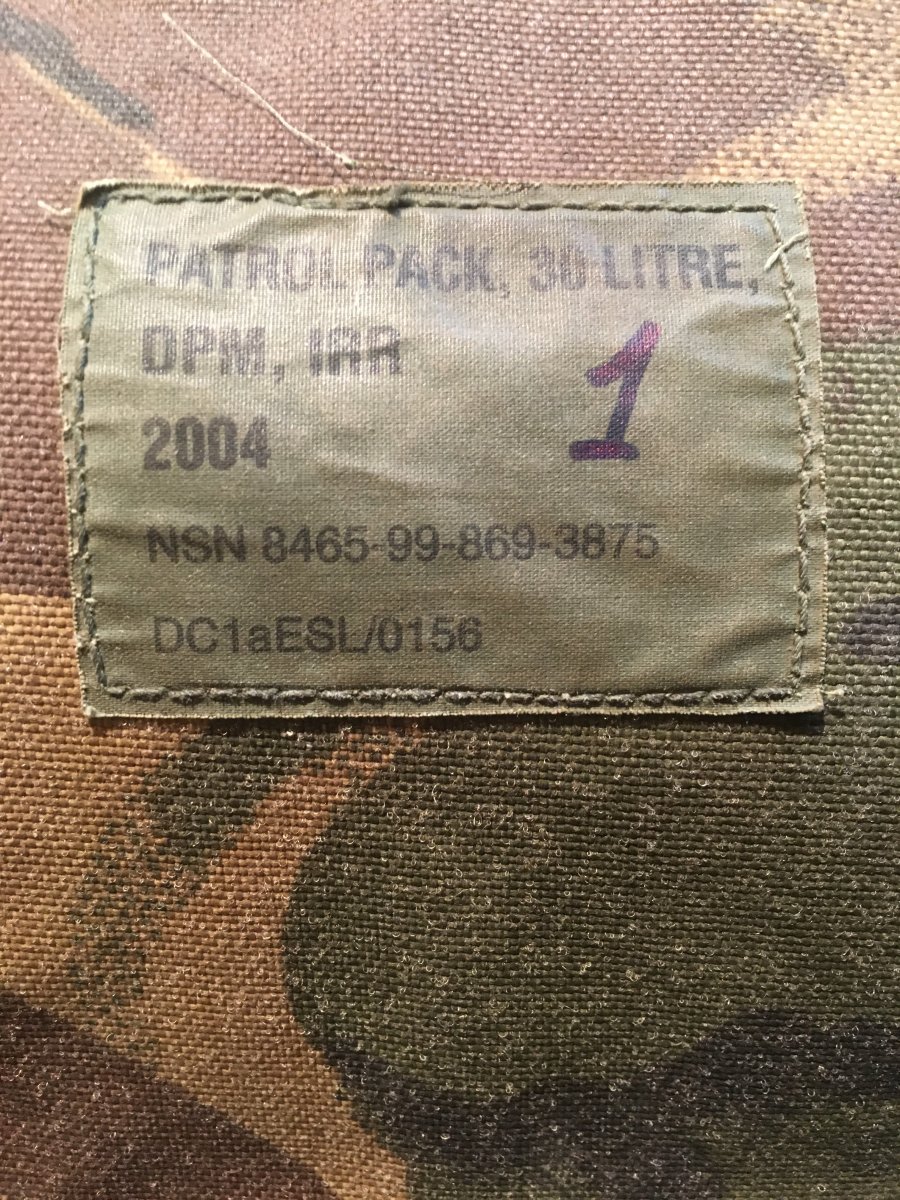 PATROL PACK, 30 LITRE,
DPM, IRR
1
2004
NSN 8465-99-869-3875
DC1aESL/0156